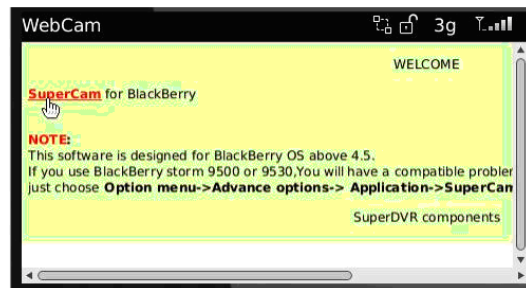 WebCam 3g
WELCOME
SuperCam for BlackBerry
NOTE:
This software is designed for BlackBerry OS above 4.5.
If you use BlackBerry storm 9500 or 9530,You will have a compatible
just choose Option menu->Advance options-> Application->SuperCam
SuperDVR components